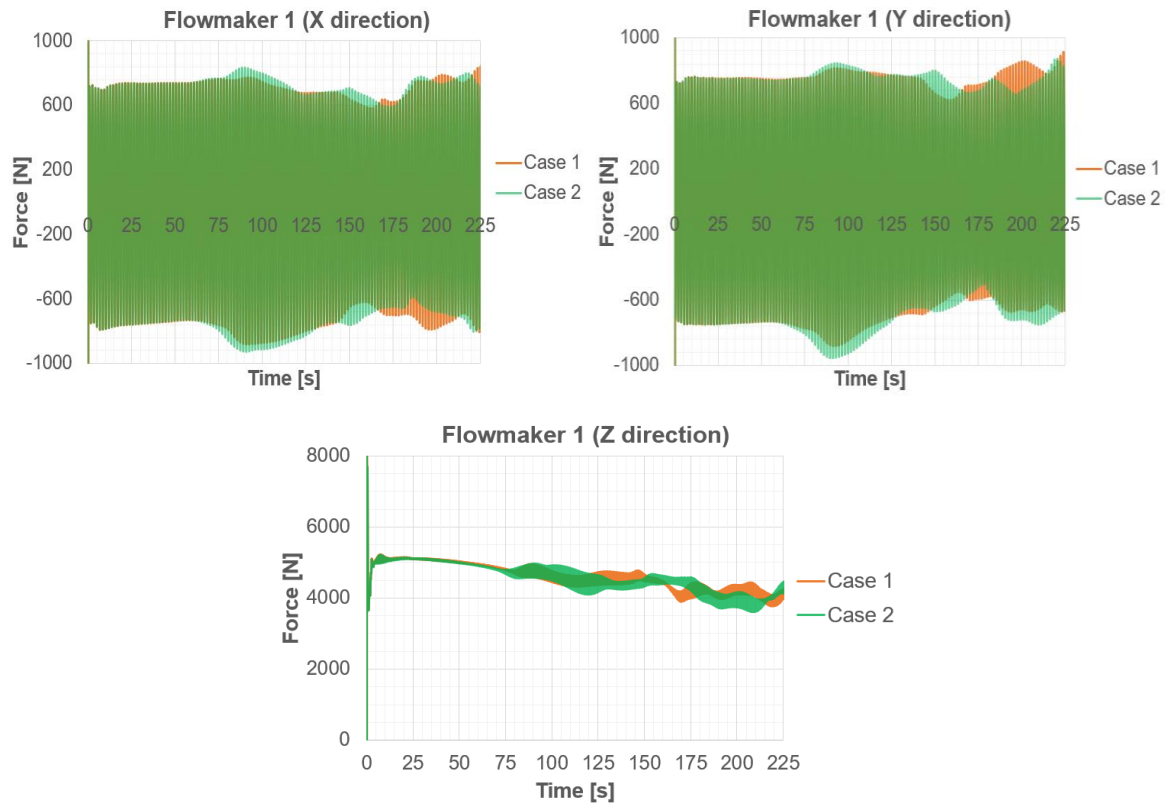 Flowmaker 1 (X direction)
1000
600
200
-200
-600
-1000
Force [N]
0 25 50 75 100 125 150 175 200 225
Time [s]
Case 1
Case 2
Flowmaker 1 (Y direction)
1000
600
200
-200
-600
-1000
Force [N]
0 25 50 75 100 125 150 175 200 225
Time [s]
Case 1
Case 2
Flowmaker 1 (Z direction)
8000
6000
4000
2000
0
Force [N]
0 25 50 75 100 125 150 175 200 225
Time [s]
Case 1
Case 2